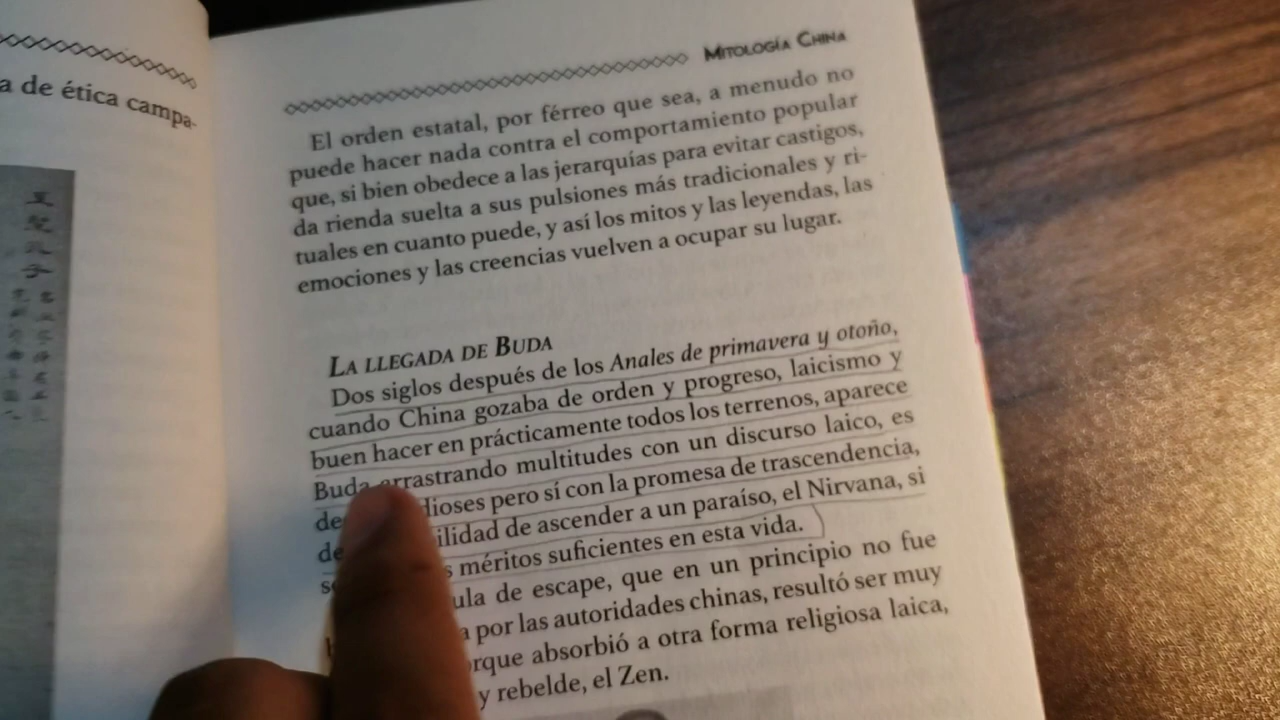 a de ética campa-
MITOLOGÍA CHINA
El orden estatal, por férreo que sea, a menudo no
puede hacer nada contra el comportamiento popular
que, si bien obedece a las jerarquías para evitar castigos,
da rienda suelta a sus pulsiones más tradicionales y ri-
tuales en cuanto puede, y así los mitos y las leyendas, las
emociones y las creencias vuelven a ocupar su lugar.
LA LLEGADA DE BUDA
Dos siglos después de los Anales de primavera y otoño,
cuando China gozaba de orden y progreso, laicismo y
buen hacer en prácticamente todos los terrenos, aparece
Buda arrastrando multitudes con un discurso laico, es
dioses pero sí con la promesa de trascendencia,
de ascender a un paraíso, el Nirvana, si
méritos suficientes en esta vida.
de escape, que en un principio no fue
por las autoridades chinas, resultó ser muy
absorbió a otra forma religiosa laica,
y rebelde, el Zen.